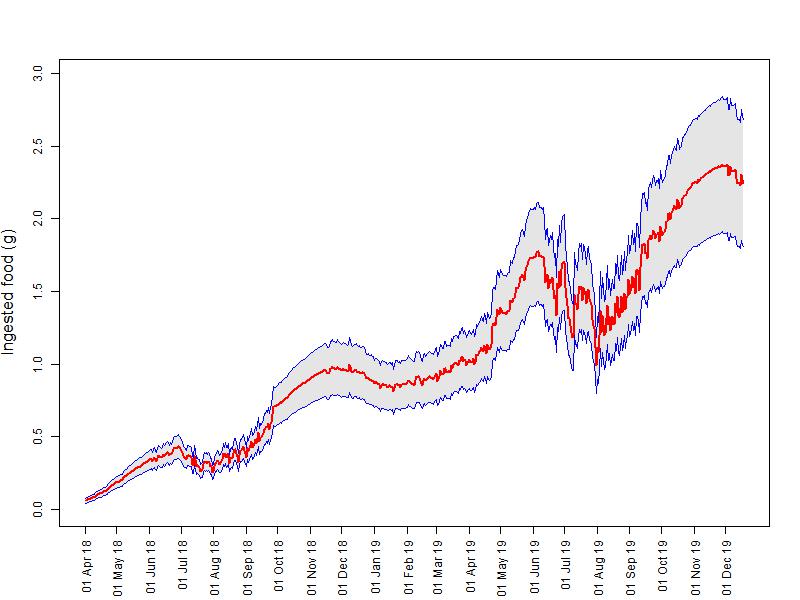 Ingested food (g)
3.0
2.5
2.0
1.5
1.0
0.5
0.0
01 Apr 18
01 May 18
01 Jun 18
01 Jul 18
01 Aug 18
01 Sep 18
01 Oct 18
01 Nov 18
01 Dec 18
01 Jan 19
01 Feb 19
01 Mar 19
01 Apr 19
01 May 19
01 Jun 19
01 Jul 19
01 Aug 19
01 Sep 19
01 Oct 19
01 Nov 19
01 Dec 19